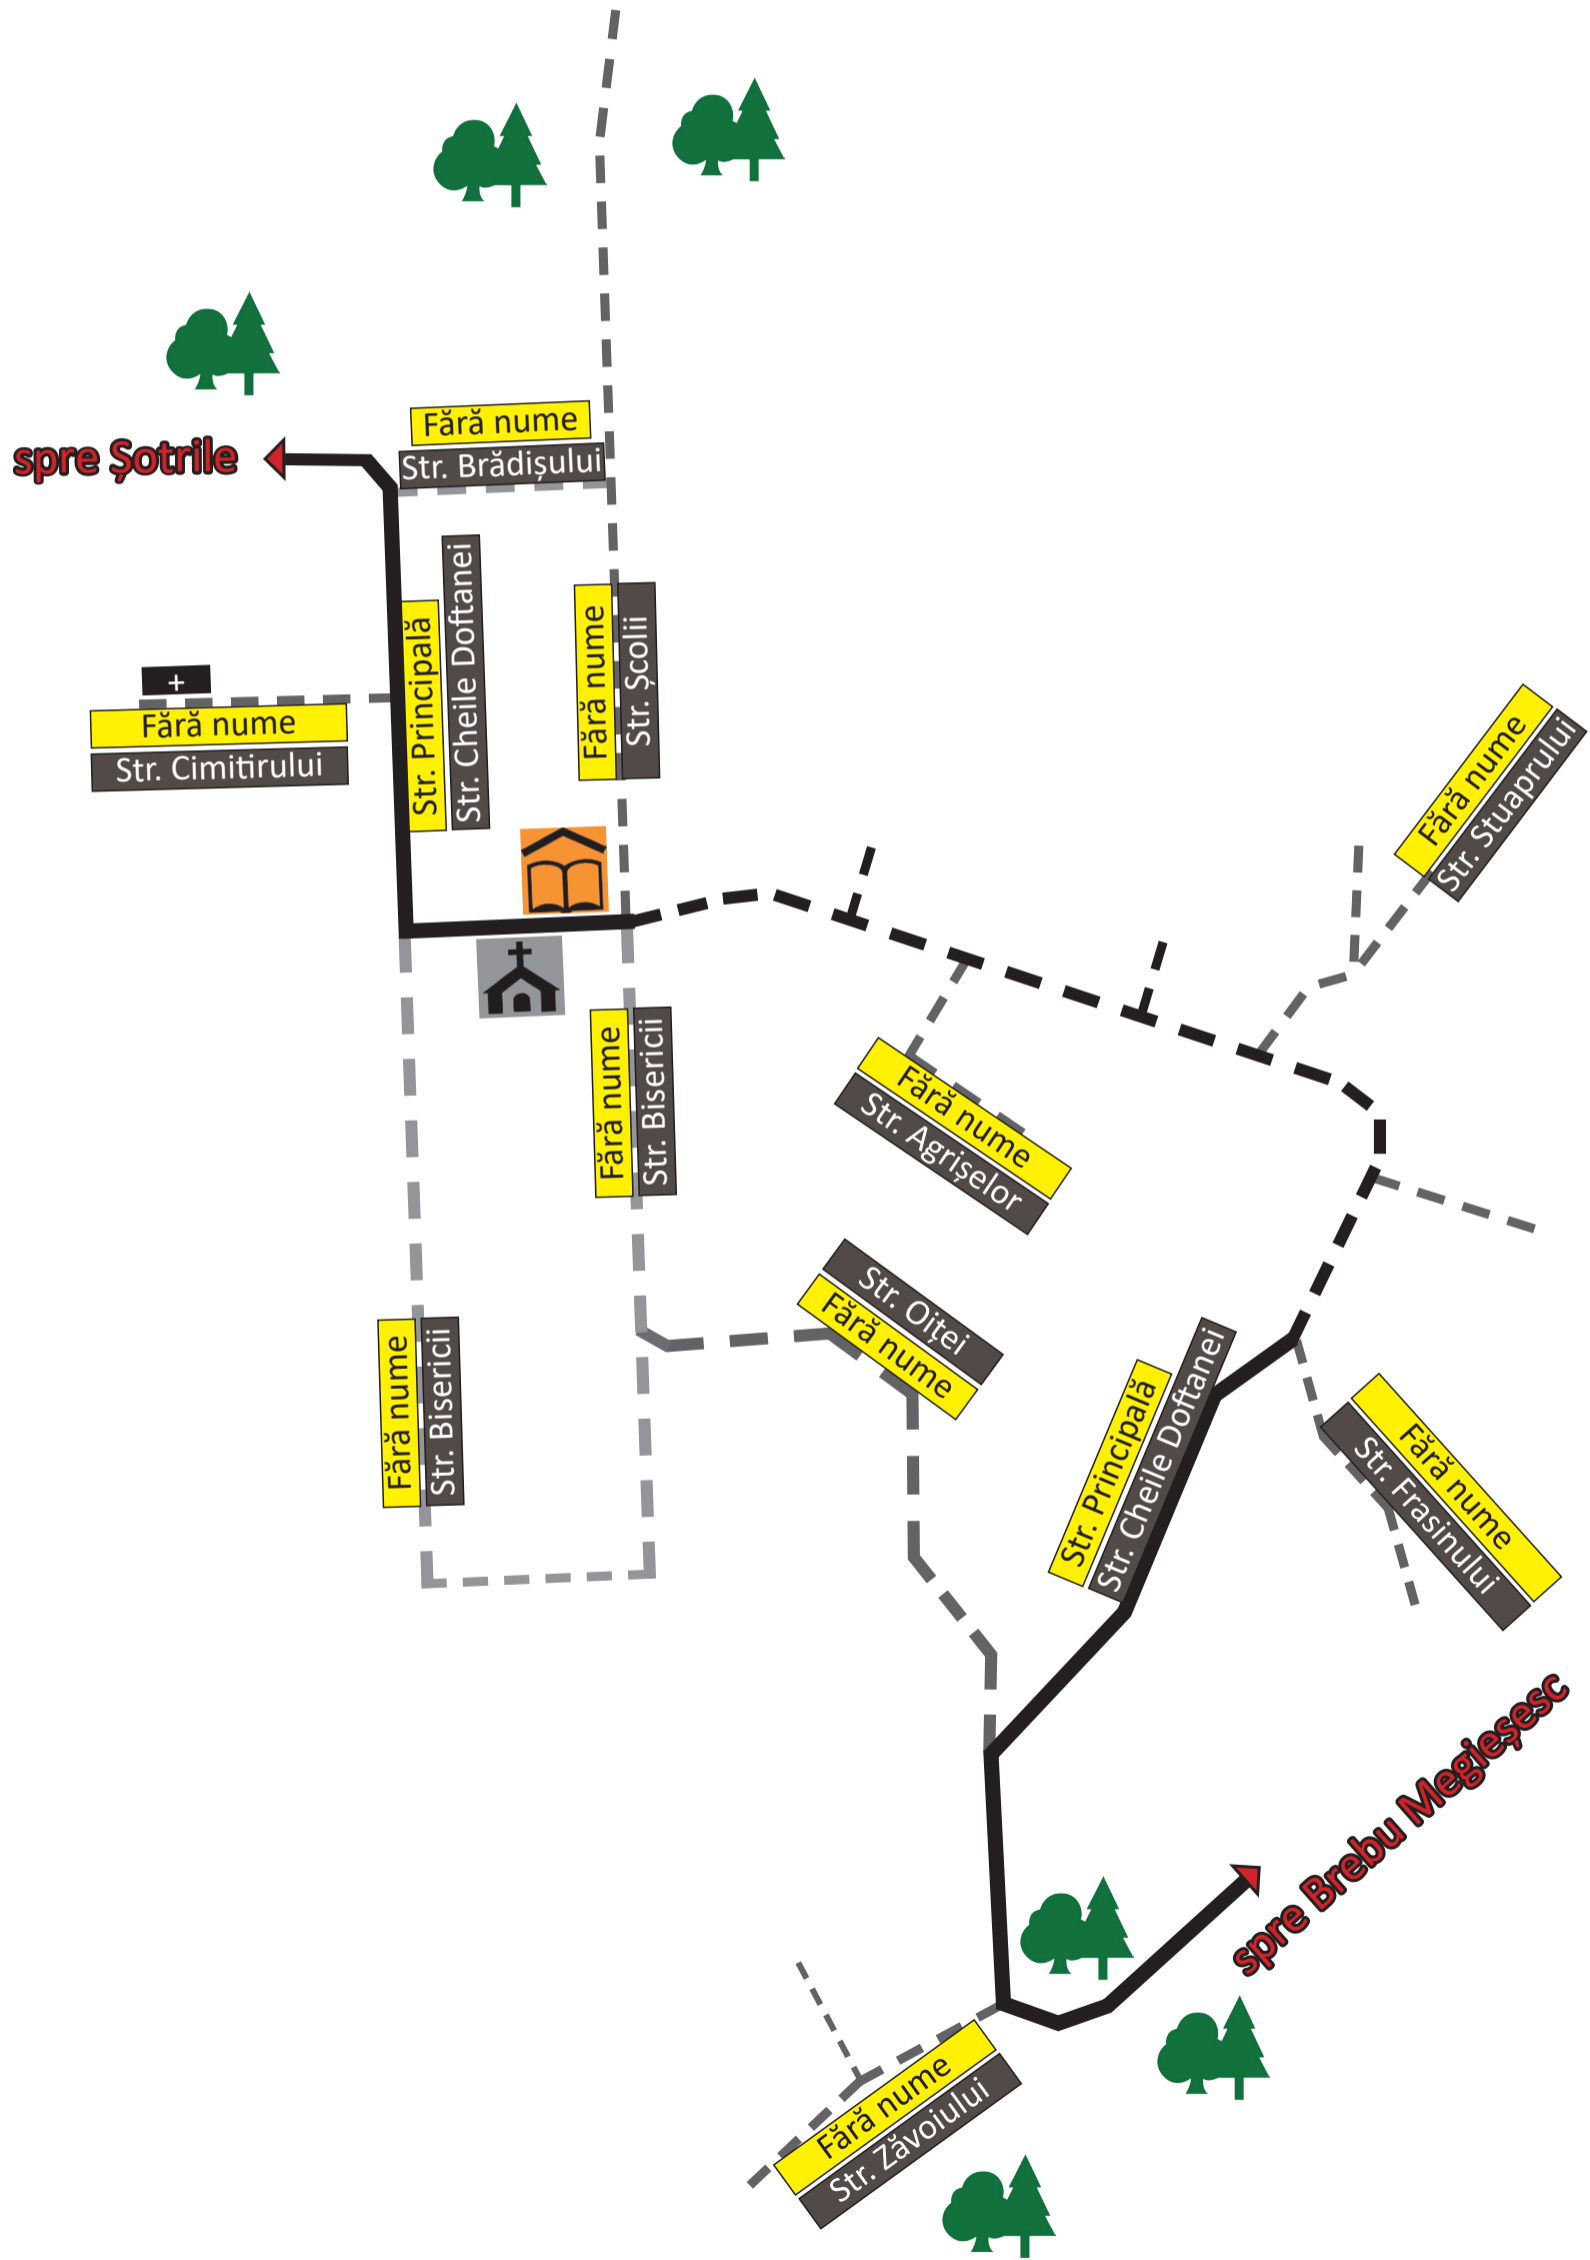 Fără nume
Str. Brădișului
spre Șotrile
Str. Principală
Str. Cheile Doftanei
Fără nume
Str. Școlii
+
Fără nume
Str. Cimitirului
Fără nume
Str. Stuaprului
Fără nume
Str. Bisericii
Fără nume
Str. Agrișelor
Str. Oiței
Fără nume
Fără nume
Str. Bisericii
Str. Principală
Str. Cheile Doftanei
Fără nume
Str. Frasinului
spre Brebu Megieșesc
Fără nume
Str. Zăvoiului